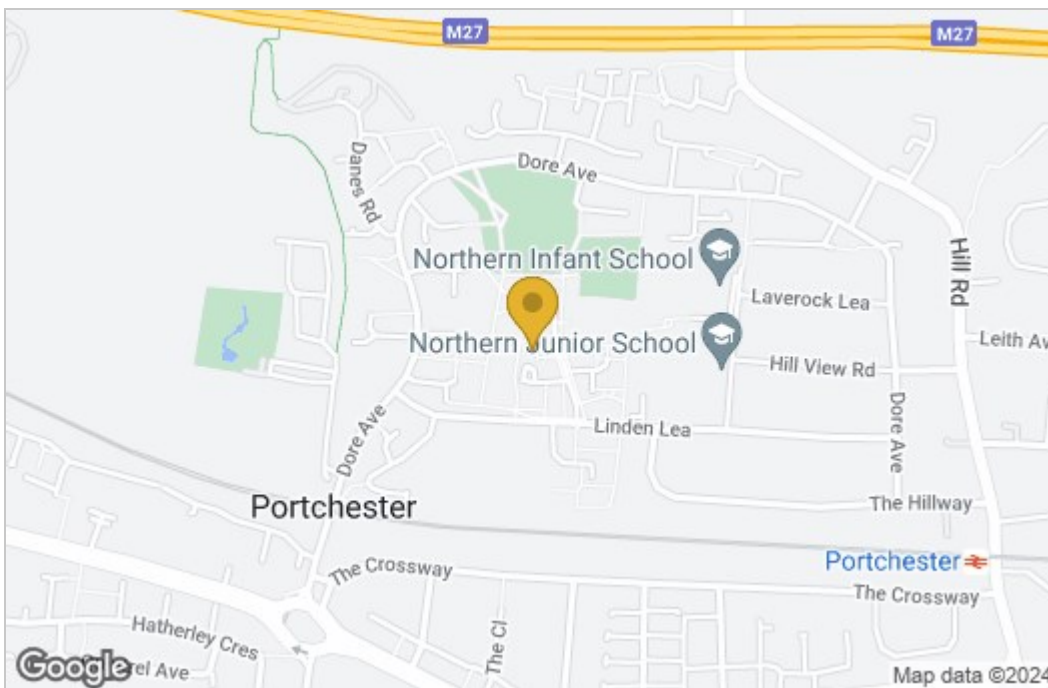 M27
M27
Danes Rd
Dore Ave
Northern Infant School
Hill Rd
Laverock Lea
Northern Junior School
Leith Av
Hill View Rd
Dore Ave
Linden Lea
Dore Ave
Portchester
The Hillway
Portchester
The Crossway
The Crossway
Hatherley Cres
The Cl
Google
Ave
Map data ©2024